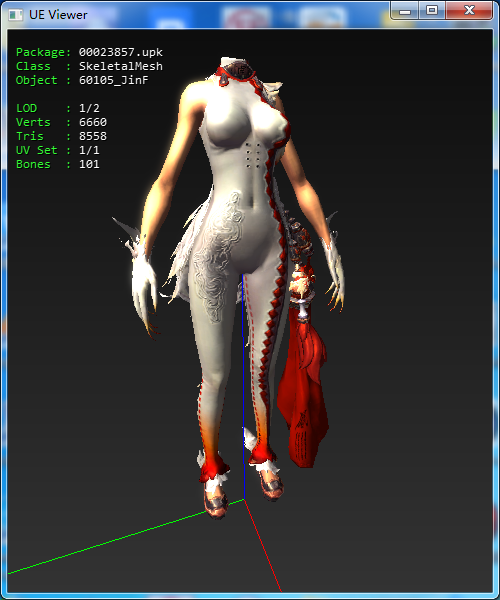 UE Viewer
Package: 00023857.upk
Class : SkeletalMesh
Object : 60105_JinF
LOD : 1/2
Verts : 6660
Tris : 8558
UV Set : 1/1
Bones : 101